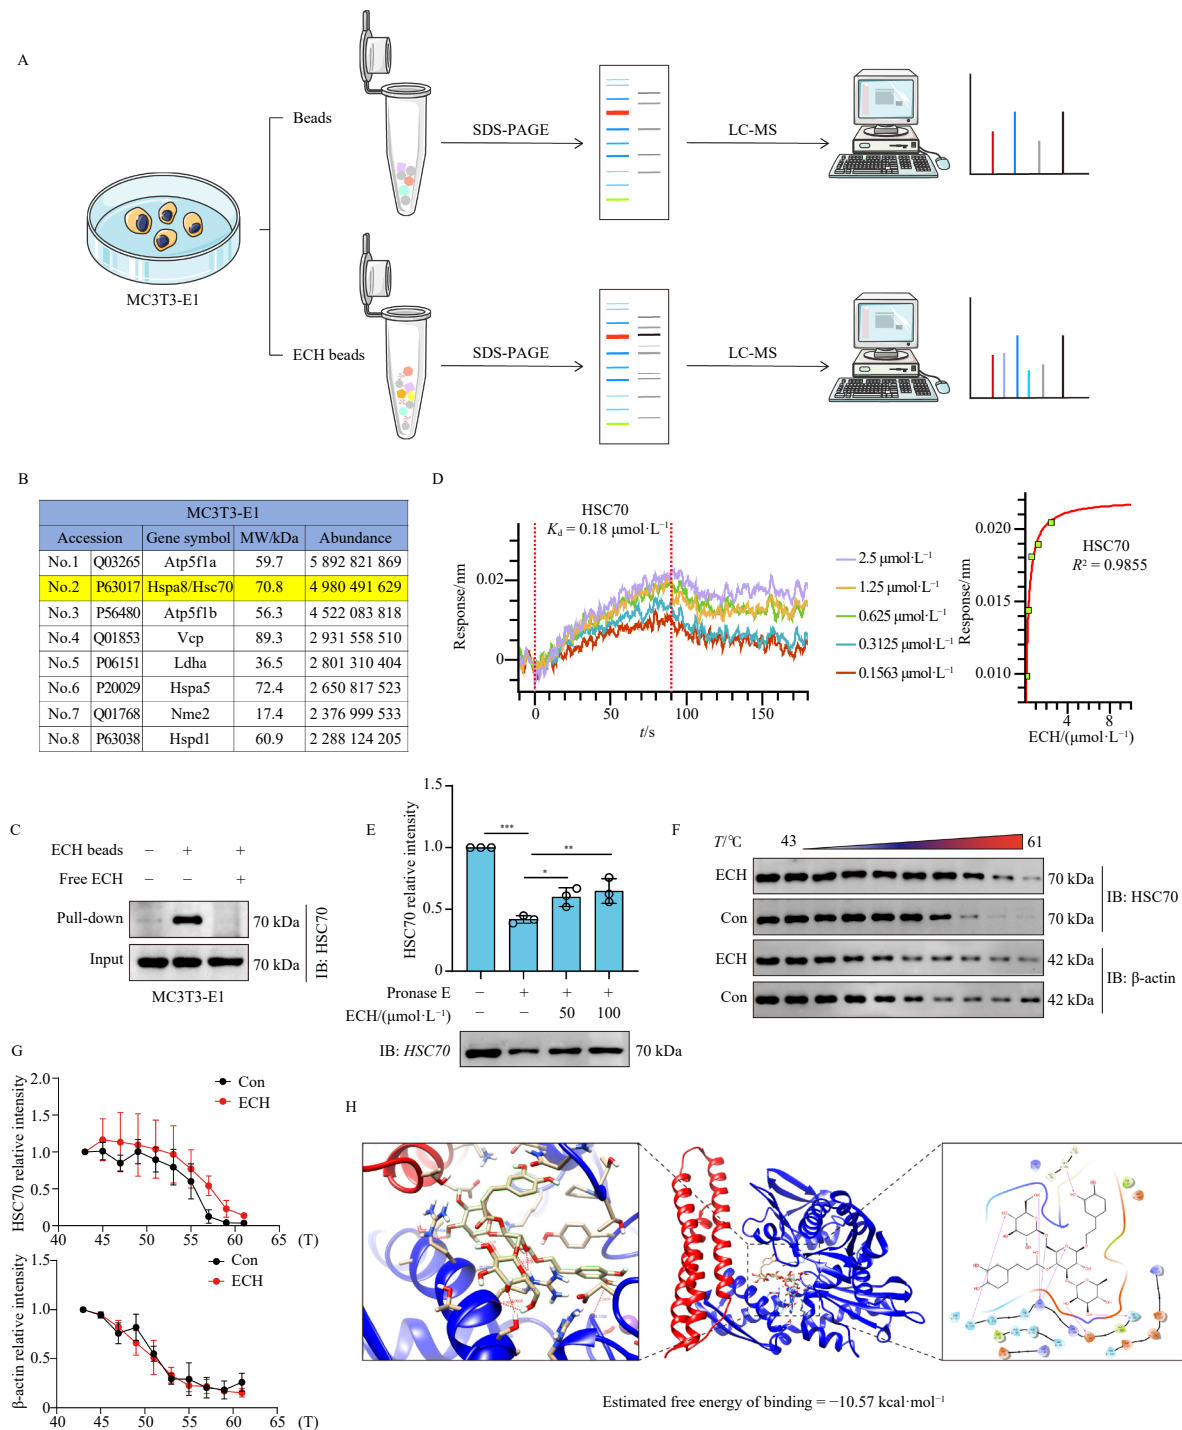 A
Beads
SDS-PAGE
LC-MS
MC3T3-E1
ECH beads
SDS-PAGE
LC-MS
B
MC3T3-E1
Accession Gene symbol MW/kDa Abundance
No.1 Q03265 Atp5f1a 59.7 5 892 821 869
No.2 P63017 Hspa8/Hsc70 70.8 4 980 491 629
No.3 P56480 Atp5f1b 56.3 4 522 083 818
No.4 Q01853 Vcp 89.3 2 931 558 510
No.5 P06151 Ldha 36.5 2 801 310 404
No.6 P20029 Hspa5 72.4 2 650 817 523
No.7 Q01768 Nme2 17.4 2 376 999 533
No.8 P63038 Hspd1 60.9 2 288 124 205
D
HSC70
K_d = 0.18 μmol·L⁻¹
Response/nm
0.02
0
0 50 100 150
t/s
2.5 μmol·L⁻¹
1.25 μmol·L⁻¹
0.625 μmol·L⁻¹
0.3125 μmol·L⁻¹
0.1563 μmol·L⁻¹
Response/nm
0.020
0.015
0.010
HSC70
R² = 0.9855
4 8
ECH/(μmol·L⁻¹)
C
ECH beads − + +
Free ECH − − +
Pull-down 70 kDa
Input 70 kDa
IB: HSC70
MC3T3-E1
E
HSC70 relative intensity
1.5
1.0
0.5
0
***
**
*
Pronase E − + + +
ECH/(μmol·L⁻¹) − − 50 100
IB: HSC70 70 kDa
F
T/°C 43 61
ECH 70 kDa
Con 70 kDa
IB: HSC70
ECH 42 kDa
Con 42 kDa
IB: β-actin
G
HSC70 relative intensity
2.0
1.5
1.0
0.5
0
Con
ECH
40 45 50 55 60 65 (T)
β-actin relative intensity
1.5
1.0
0.5
0
Con
ECH
40 45 50 55 60 65 (T)
H
Estimated free energy of binding = −10.57 kcal·mol⁻¹